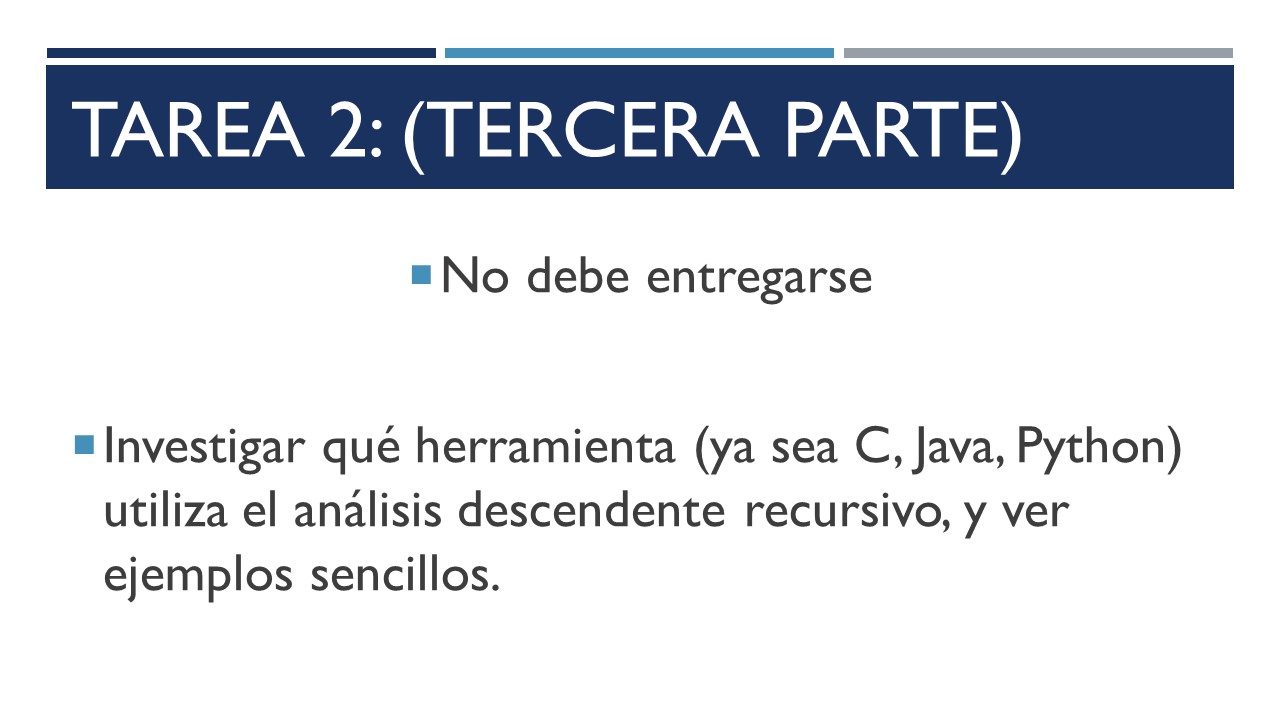 TAREA 2: (TERCERA PARTE)
No debe entregarse
Investigar qué herramienta (ya sea C, Java, Python)
utiliza el análisis descendente recursivo, y ver
ejemplos sencillos.